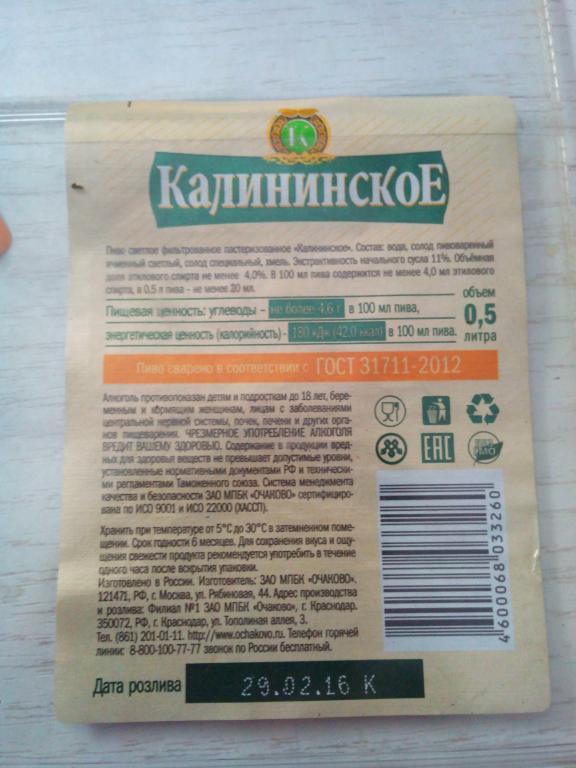 К
КАЛИНИНСКОЕ
Пиво светлое фильтрованное пастеризованное «Калининское». Состав: вода, солод пивоваренный
ячменный светлый, солод специальный, хмель. Экстрактивность начального сусла 11%. Объёмная
доля этилового спирта не менее 4,0%. В 100 мл пива содержится не менее 4,0 мл этилового
спирта, а в 0,5 л пива – не менее 20 мл.
Пищевая ценность: углеводы – не более 4,6 г в 100 мл пива,
энергетическая ценность (калорийность) - 180 кДж (42,0 ккал) в 100 мл пива.
объем
0,5
литра
Пиво сварено в соответствии с ГОСТ 31711-2012
Алкоголь противопоказан детям и подросткам до 18 лет, бере-
менным и кормящим женщинам, лицам с заболеваниями
центральной нервной системы, почек, печени и других орга-
нов пищеварения. ЧРЕЗМЕРНОЕ УПОТРЕБЛЕНИЕ АЛКОГОЛЯ
ВРЕДИТ ВАШЕМУ ЗДОРОВЬЮ. Содержание в продукции вред-
ных для здоровья веществ не превышает допустимые уровни,
установленные нормативными документами РФ и технически-
ми регламентами Таможенного союза. Система менеджмента
качества и безопасности ЗАО МПБК «ОЧАКОВО» сертифициро-
вана по ИСО 9001 и ИСО 22000 (ХАССП).
EAC
ГМО
Хранить при температуре от 5°С до 30°С в затемненном поме-
щении. Срок годности 6 месяцев. Для сохранения вкуса и ощу-
щения свежести продукта рекомендуется употребить в течение
одного часа после вскрытия упаковки.
Изготовлено в России. Изготовитель: ЗАО МПБК «ОЧАКОВО».
121471, РФ, г. Москва, ул. Рябиновая, 44. Адрес производства
и розлива: Филиал №1 ЗАО МПБК «Очаково», г. Краснодар.
350072, РФ, г. Краснодар, ул. Тополиная аллея, 3.
Тел. (861) 201-01-11. http://www.ochakovo.ru. Телефон горячей
линии: 8-800-100-77-77 звонок по России бесплатный.
4 600068 033260
Дата розлива 29.02.16 К